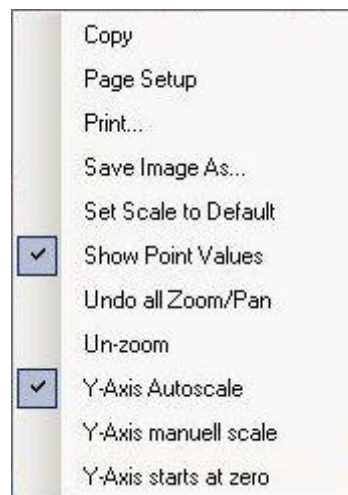 Copy
Page Setup
Print...
Save Image As...
Set Scale to Default
Show Point Values
Undo all Zoom/Pan
Un-zoom
Y-Axis Autoscale
Y-Axis manuell scale
Y-Axis starts at zero